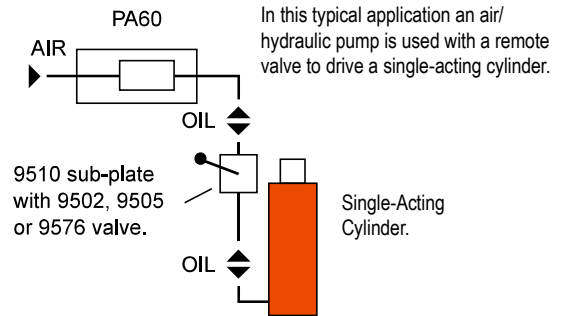 PA60
In this typical application an air/
hydraulic pump is used with a remote
valve to drive a single-acting cylinder.
AIR
OIL
9510 sub-plate
with 9502, 9505
or 9576 valve.
Single-Acting
Cylinder.
OIL